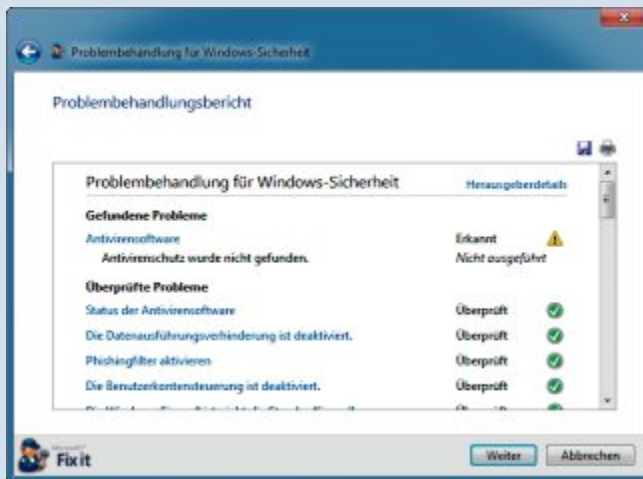 Problembehandlung für Windows-Sicherheit
Problembehandlungsbericht
Problembehandlung für Windows-Sicherheit Herausgeberdetails
Gefundene Probleme
Antivirensoftware Erkannt
Antivirenschutz wurde nicht gefunden. Nicht ausgeführt
Überprüfte Probleme
Status der Antivirensoftware Überprüft
Die Datenausführungsverhinderung ist deaktiviert. Überprüft
Phishingfilter aktivieren Überprüft
Die Benutzerkontensteuerung ist deaktiviert. Überprüft
Microsoft
Fix it
Weiter Abbrechen